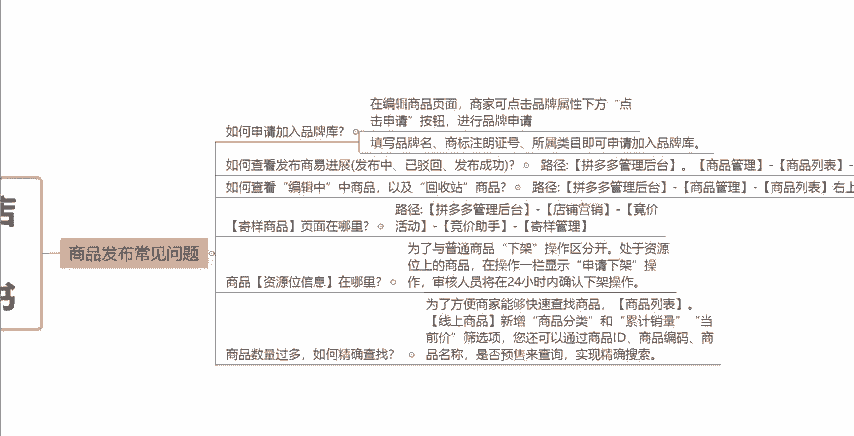 在编辑商品页面，商家可点击品牌属性下方“点
击申请”按钮，进行品牌申请
如何申请加入品牌库？
填写品牌名、商标注朗证号、所属类目即可申请加入品牌库。
如何查看发布商易进展(发布中、已驳回、发布成功)？ 路径:【拼多多管理后台】。【商品管理】-【商品列表】-
如何查看“编辑中”中商品，以及“回收站”商品？ 路径:【拼多多管理后台】-【商品管理】-【商品列表】右上
路径:【拼多多管理后台】-【店铺营销】-【竟价
【寄样商品】页面在哪里？ 活动】-【竞价助手】-【寄样管理】
店
商品发布常见问题
为了与普通商品“下架”操作区分开。处于资源
位上的商品，在操作一栏显示“申请下架”操
商品【资源位信息】在哪里？ 作，审核人员将在24小时内确认下架操作。
书
为了方便商家能够快速查找商品，【商品列表】。
【线上商品】新增“商品分类”和“累计销量”“当
前价”筛选项，您还可以通过商品ID、商品编码、商
商品数量过多，如何精确查找？ 品名称，是否预售来查询，实现精确搜索。